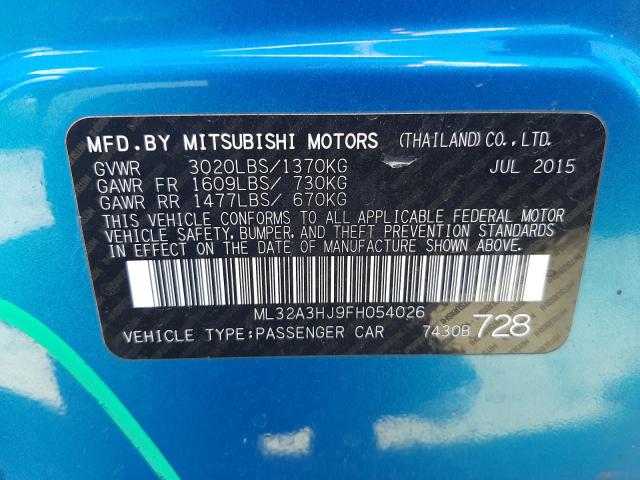 MFD.BY MITSUBISHI MOTORS (THAILAND)CO.,LTD.
GVWR 3020LBS/1370KG JUL 2015
GAWR FR 1609LBS/ 730KG
GAWR RR 1477LBS/ 670KG
THIS VEHICLE CONFORMS TO ALL APPLICABLE FEDERAL MOTOR
VEHICLE SAFETY, BUMPER, AND THEFT PREVENTION STANDARDS
IN EFFECT ON THE DATE OF MANUFACTURE SHOWN ABOVE.
ML32A3HJ9FH054026
VEHICLE TYPE:PASSENGER CAR 7430B 728